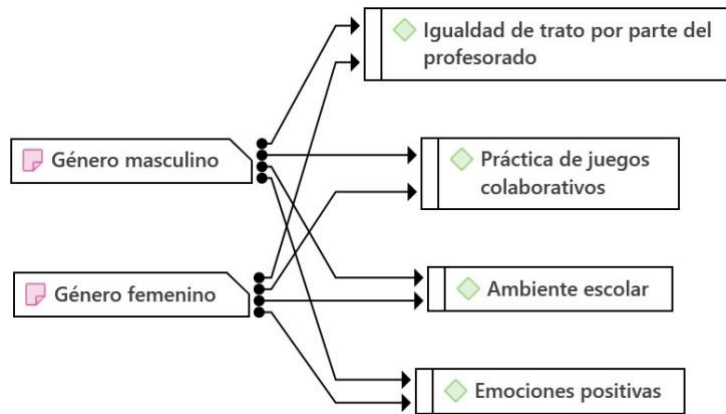 Igualdad de trato por parte del
profesorado
Género masculino
Práctica de juegos
colaborativos
Género femenino
Ambiente escolar
Emociones positivas